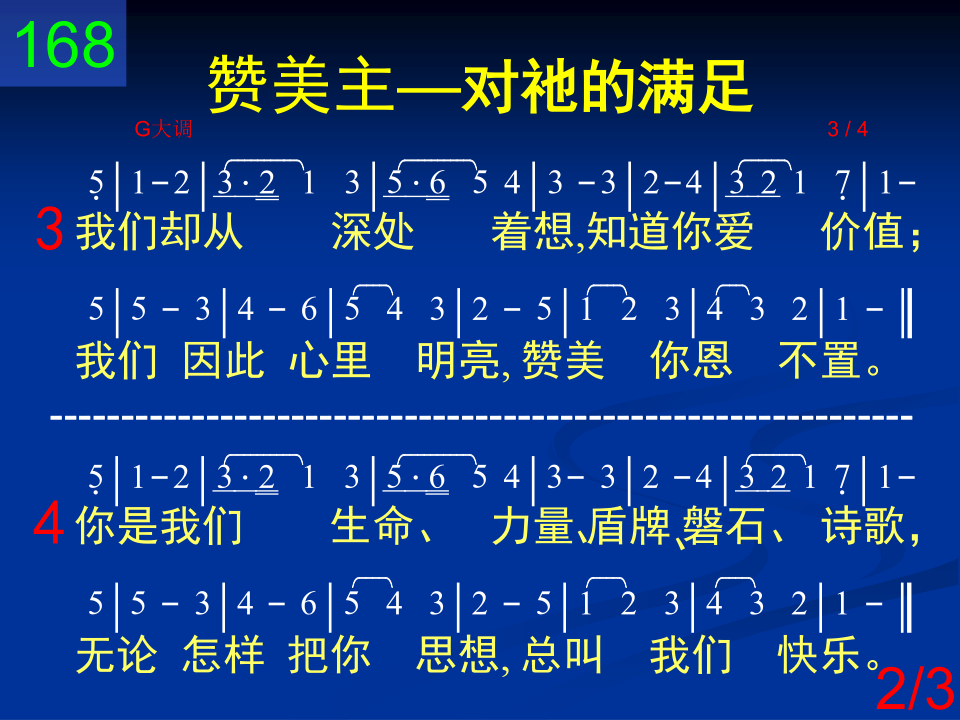 168
赞美主—对祂的满足
G大调 3 / 4
5̣|1-2|3·2 1 3|5·6 5 4|3 -3|2-4|3 2 1 7̣|1-
3 我们却从 深处 着想,知道你爱 价值；
5|5 - 3|4 - 6|5 4 3|2 - 5|1 2 3|4 3 2|1 -‖
我们 因此 心里 明亮, 赞美 你恩 不置。
----------------------------------------------------------------
5̣|1-2|3·2 1 3|5·6 5 4|3- 3|2 -4|3 2 1 7̣|1-
4 你是我们 生命、 力量、盾牌、磐石、 诗歌，
5|5 - 3|4 - 6|5 4 3|2 - 5|1 2 3|4 3 2|1 -‖
无论 怎样 把你 思想, 总叫 我们 快乐。
2/3